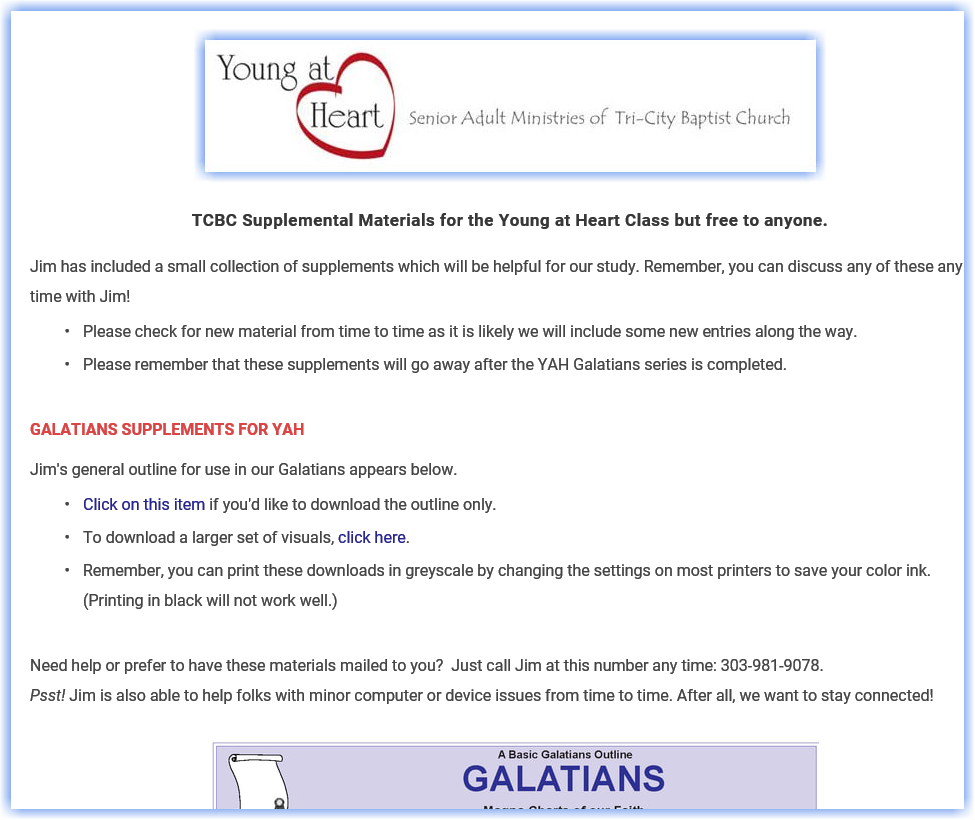 Young at
Heart
Senior Adult Ministries of Tri-City Baptist Church
TCBC Supplemental Materials for the Young at Heart Class but free to anyone.
Jim has included a small collection of supplements which will be helpful for our study. Remember, you can discuss any of these any
time with Jim!
• Please check for new material from time to time as it is likely we will include some new entries along the way.
• Please remember that these supplements will go away after the YAH Galatians series is completed.
GALATIANS SUPPLEMENTS FOR YAH
Jim's general outline for use in our Galatians appears below.
• Click on this item if you'd like to download the outline only.
• To download a larger set of visuals, click here.
• Remember, you can print these downloads in greyscale by changing the settings on most printers to save your color ink.
(Printing in black will not work well.)
Need help or prefer to have these materials mailed to you?  Just call Jim at this number any time: 303-981-9078.
Psst! Jim is also able to help folks with minor computer or device issues from time to time. After all, we want to stay connected!
A Basic Galatians Outline
GALATIANS
Magna Charta of our Faith